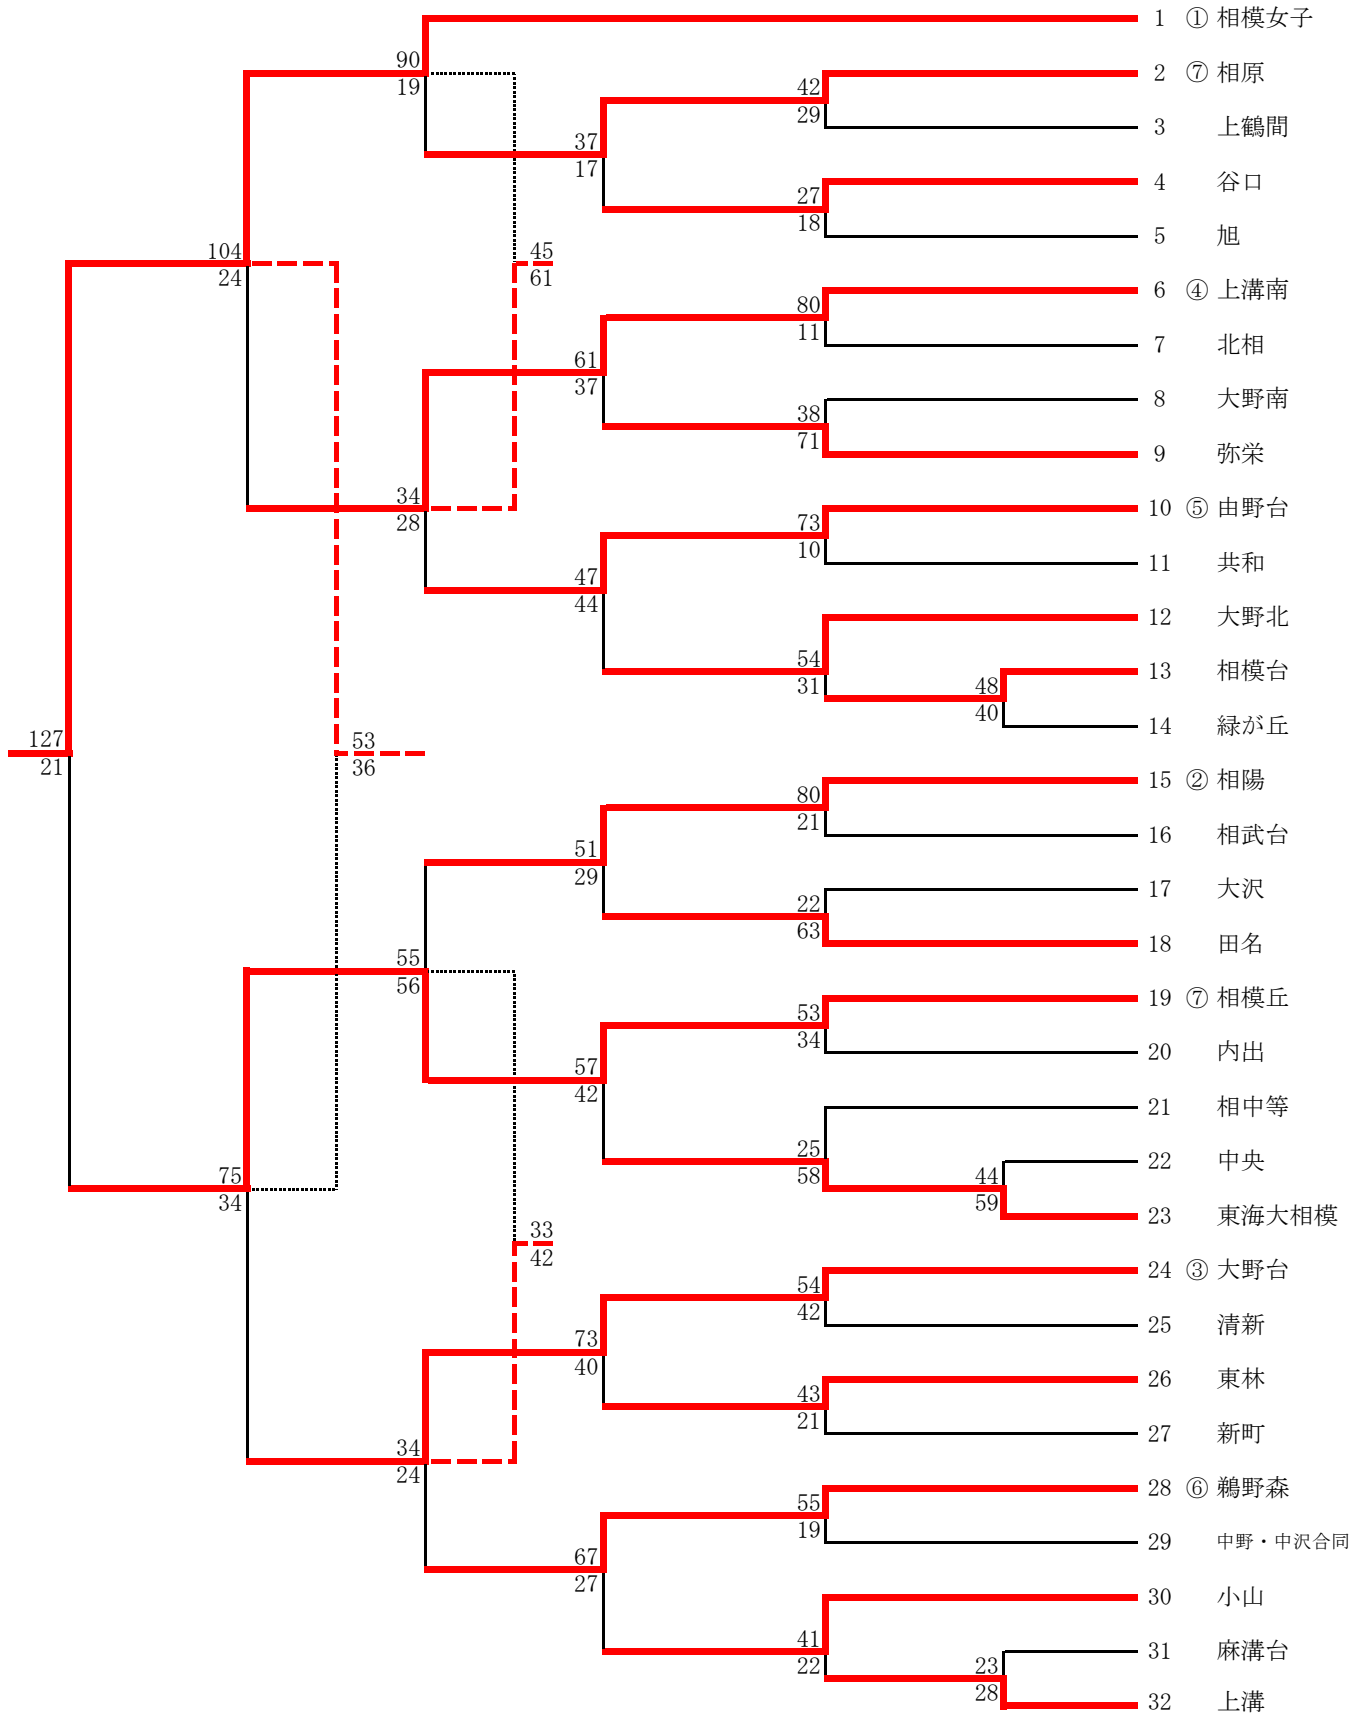 1 ① 相模女子
90
19
2 ⑦ 相原
42
29
3 上鶴間
37
17
4 谷口
27
18
5 旭
104
24
45
61
6 ④ 上溝南
80
11
7 北相
61
37
8 大野南
38
71
9 弥栄
34
28
10 ⑤ 由野台
73
10
11 共和
47
44
12 大野北
54
31
13 相模台
48
40
14 緑が丘
127
21
53
36
15 ② 相陽
80
21
16 相武台
51
29
17 大沢
22
63
18 田名
55
56
19 ⑦ 相模丘
53
34
20 内出
57
42
21 相中等
25
58
22 中央
44
59
23 東海大相模
75
34
33
42
24 ③ 大野台
54
42
25 清新
73
40
26 東林
43
21
27 新町
34
24
28 ⑥ 鵜野森
55
19
29 中野・中沢合同
67
27
30 小山
41
22
31 麻溝台
23
28
32 上溝